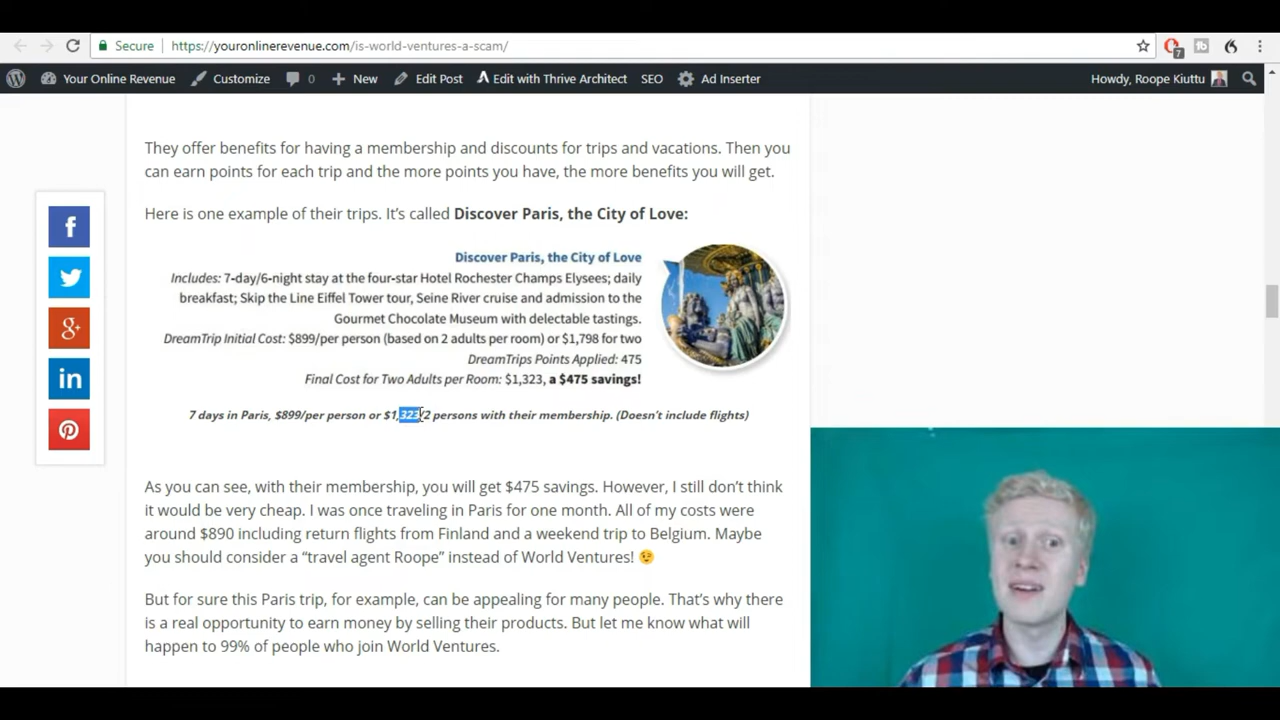 Secure
https://youronlinerevenue.com/is-world-ventures-a-scam/
7
Your Online Revenue
Customize
0
New
Edit Post
Edit with Thrive Architect
SEO
Ad Inserter
Howdy, Roope Kiuttu
They offer benefits for having a membership and discounts for trips and vacations. Then you
can earn points for each trip and the more points you have, the more benefits you will get.
Here is one example of their trips. It's called Discover Paris, the City of Love:
Discover Paris, the City of Love
Includes: 7-day/6-night stay at the four-star Hotel Rochester Champs Elysees; daily
breakfast; Skip the Line Eiffel Tower tour, Seine River cruise and admission to the
Gourmet Chocolate Museum with delectable tastings.
DreamTrip Initial Cost: $899/per person (based on 2 adults per room) or $1,798 for two
DreamTrips Points Applied: 475
Final Cost for Two Adults per Room: $1,323, a $475 savings!
7 days in Paris, $899/per person or $1,323/2 persons with their membership. (Doesn't include flights)
f
g+
in
As you can see, with their membership, you will get $475 savings. However, I still don't think
it would be very cheap. I was once traveling in Paris for one month. All of my costs were
around $890 including return flights from Finland and a weekend trip to Belgium. Maybe
you should consider a “travel agent Roope” instead of World Ventures! 😉
But for sure this Paris trip, for example, can be appealing for many people. That's why there
is a real opportunity to earn money by selling their products. But let me know what will
happen to 99% of people who join World Ventures.